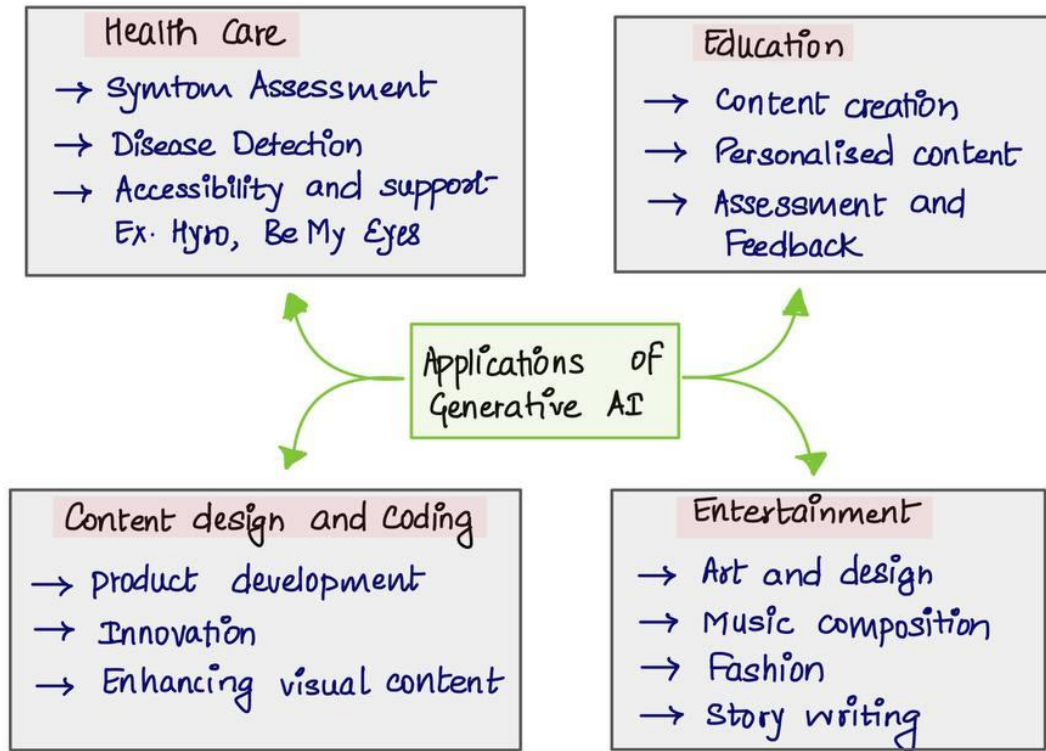 Health Care
→ Symtom Assessment
→ Disease Detection
→ Accessibility and support
Ex. Hyro, Be My Eyes
Education
→ Content creation
→ Personalised content
→ Assessment and
Feedback
Applications of
Generative AI
Content design and Coding
→ Product development
→ Innovation
→ Enhancing visual content
Entertainment
→ Art and design
→ Music composition
→ Fashion
→ Story writing